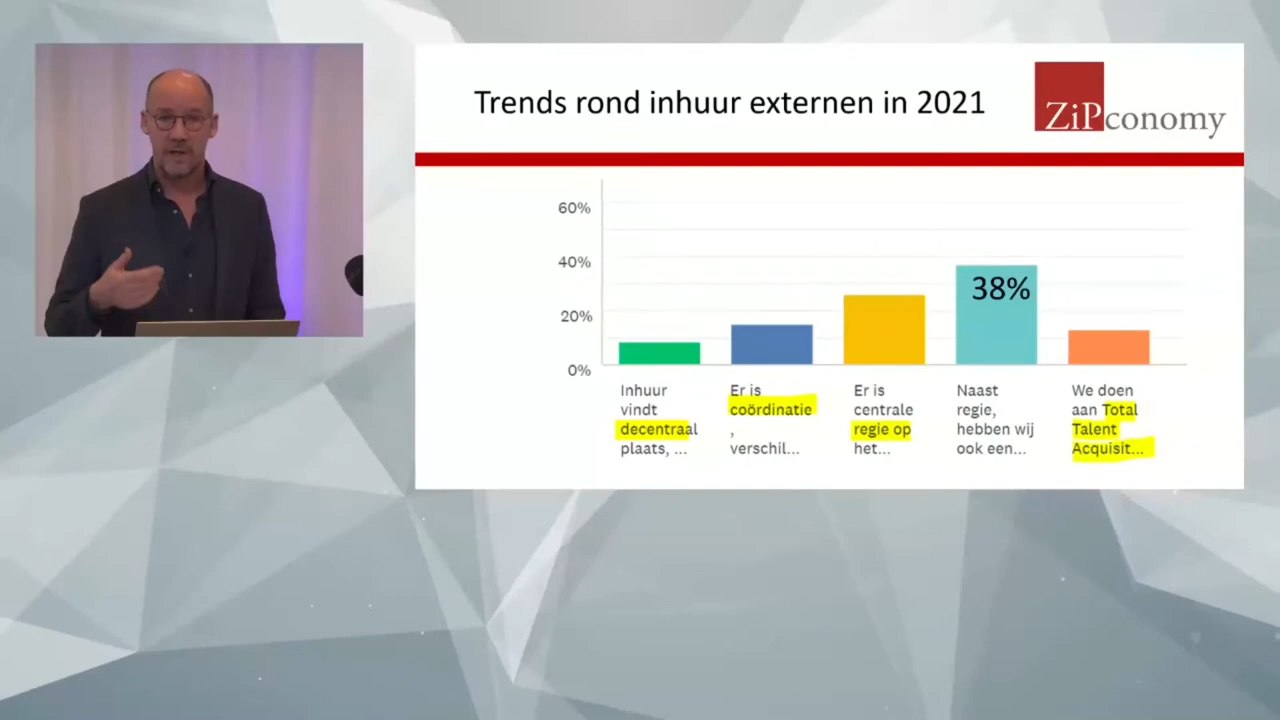 Trends rond inhuur externen in 2021
ZiPconomy
60%
40%
20%
0%
38%
Inhuur
vindt
decentraal
plaats, ...
Er is
coördinatie
,
verschil...
Er is
centrale
regie op
het...
Naast
regie,
hebben wij
ook een...
We doen
aan Total
Talent
Acquisit...